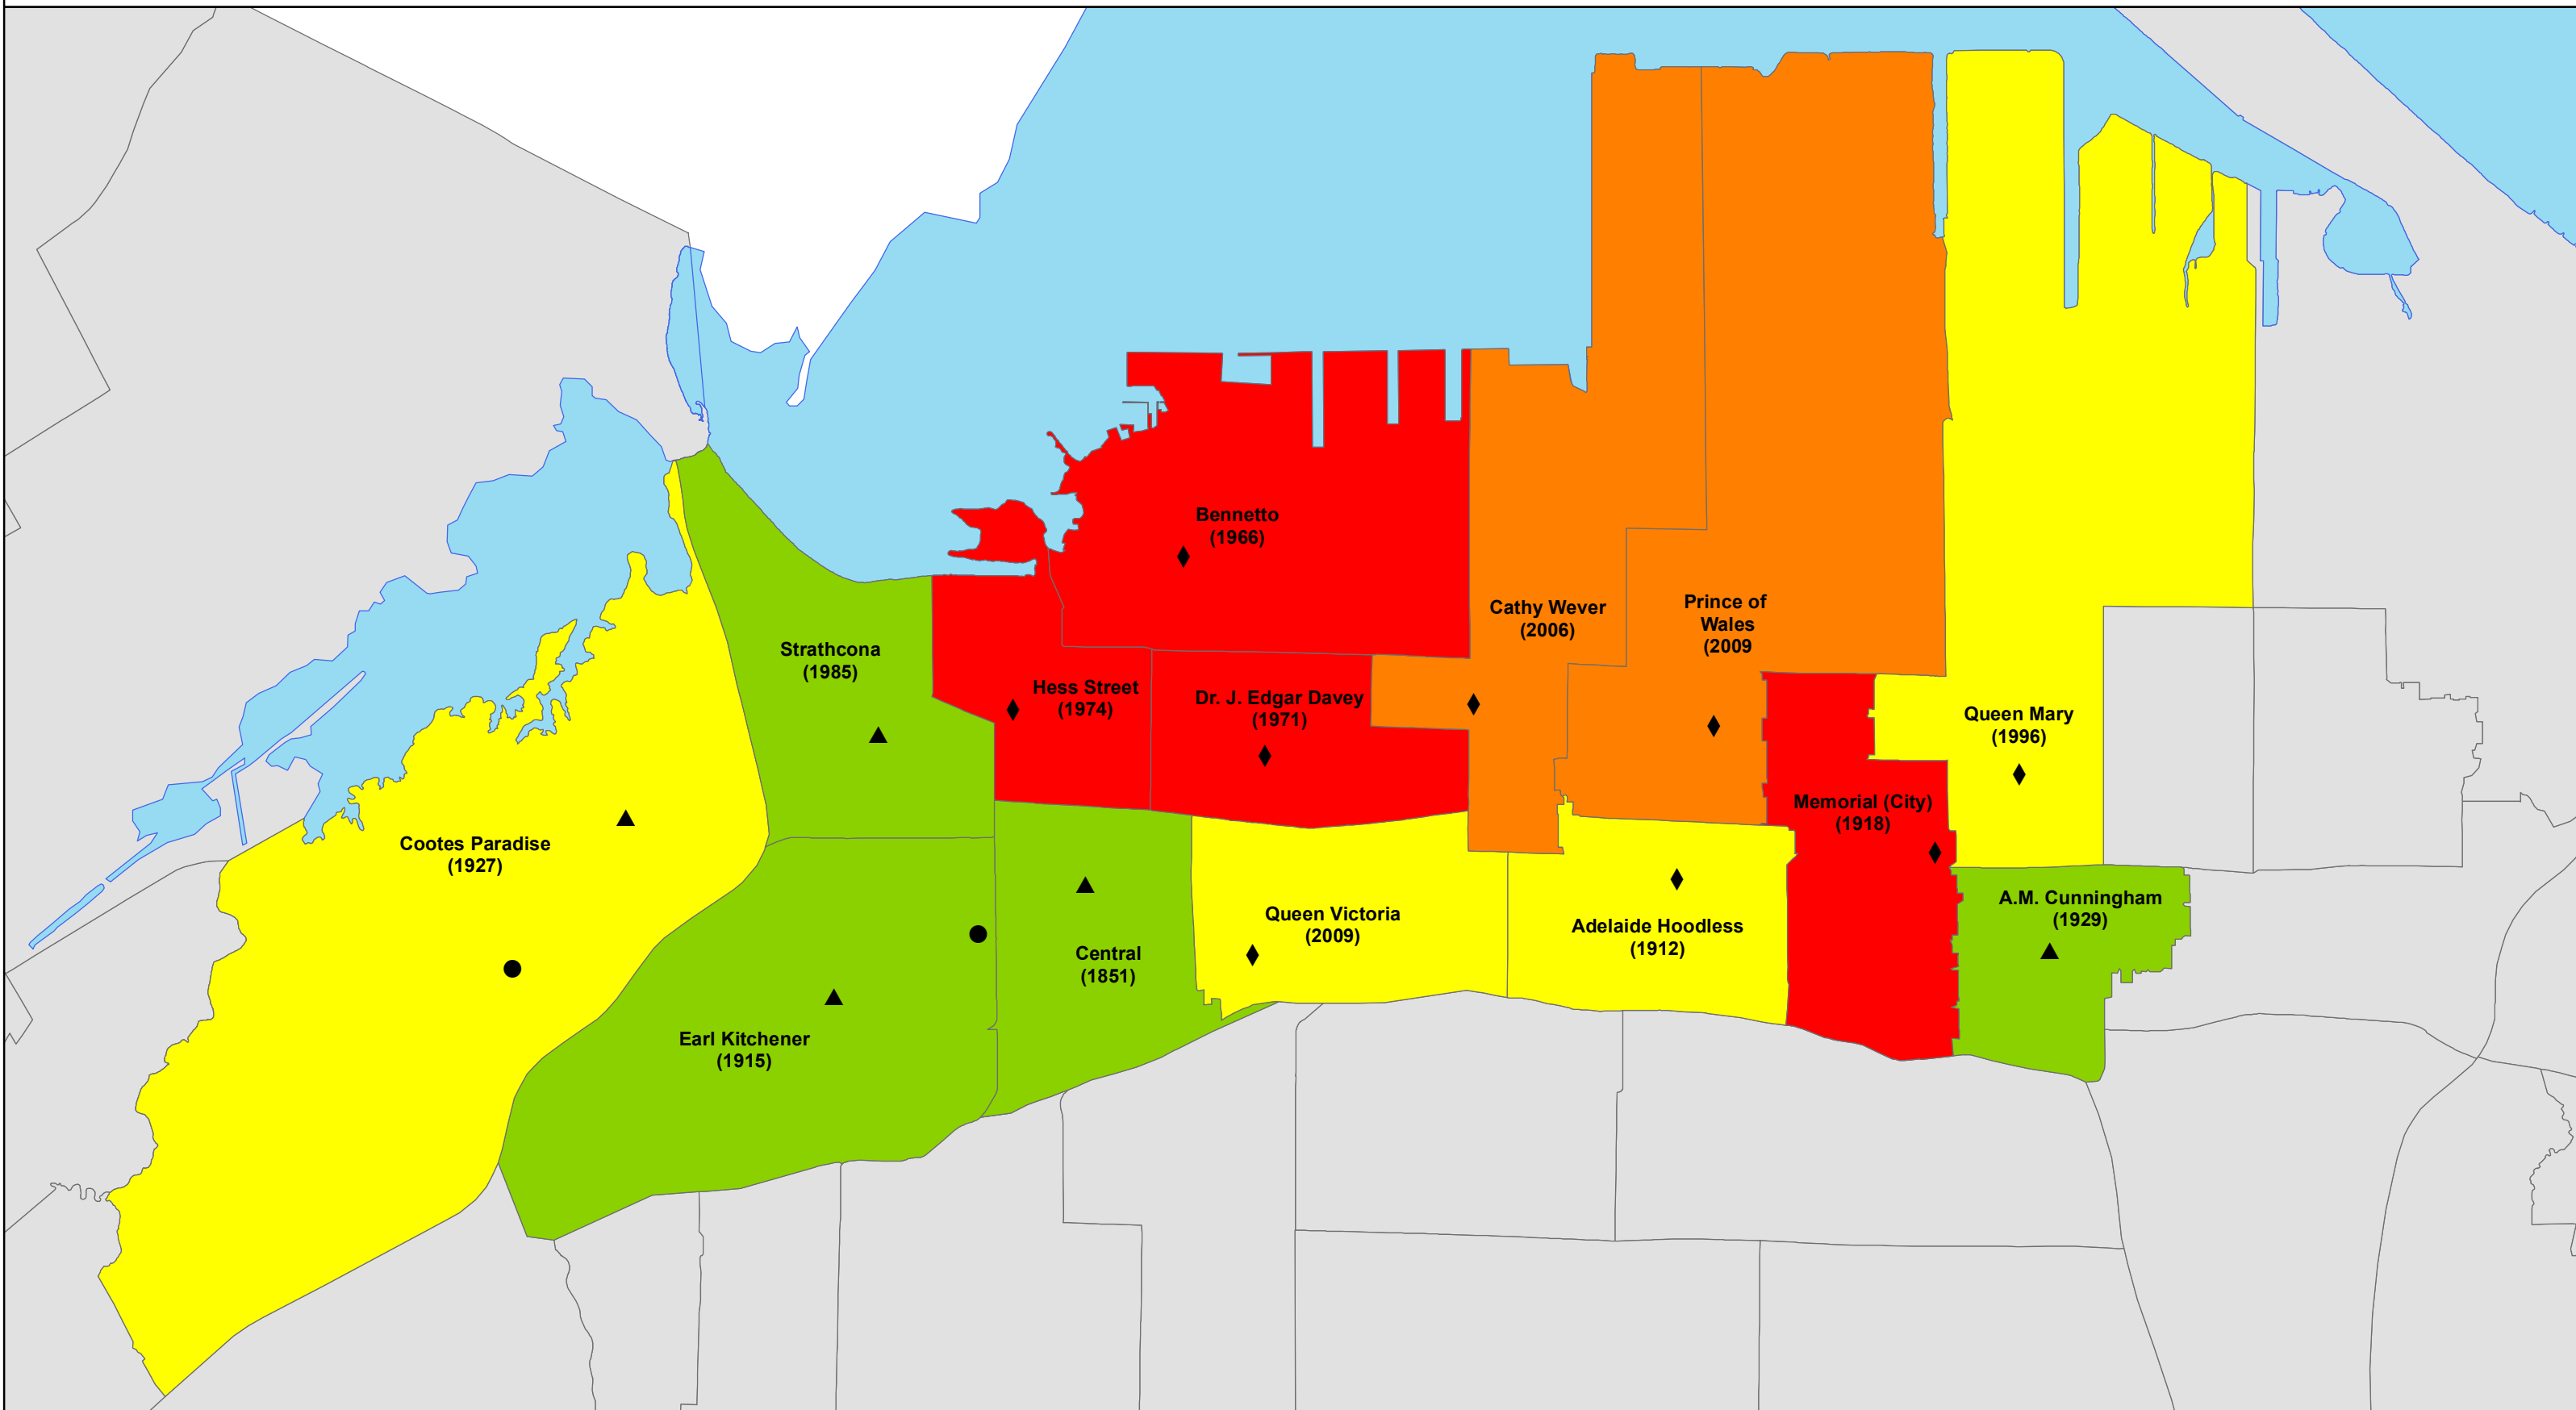 Bennetto
(1966)
Cathy Wever
(2006)
Prince of
Wales
(2009
Strathcona
(1985)
Hess Street
(1974)
Dr. J. Edgar Davey
(1971)
Queen Mary
(1996)
Memorial (City)
(1918)
Cootes Paradise
(1927)
A.M. Cunningham
(1929)
Queen Victoria
(2009)
Adelaide Hoodless
(1912)
Central
(1851)
Earl Kitchener
(1915)